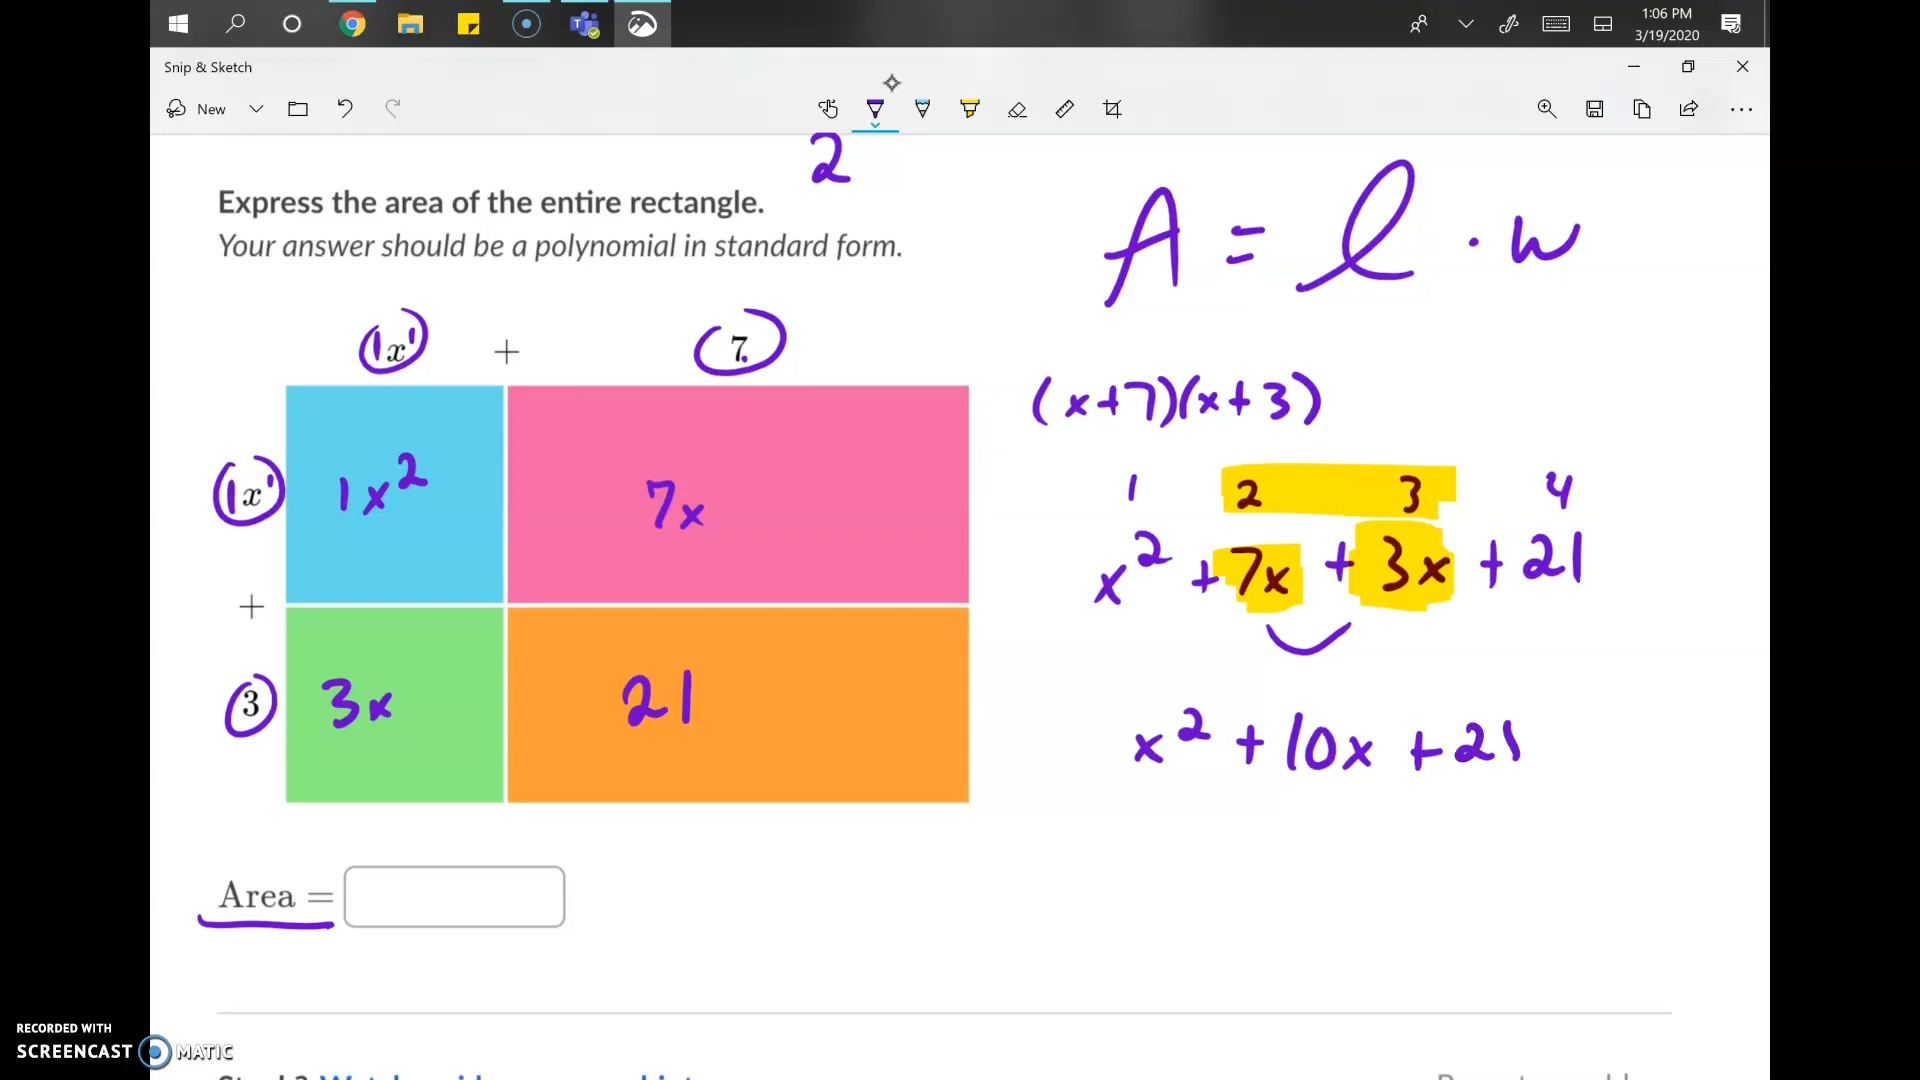 1:06 PM
3/19/2020
Snip & Sketch
New
2
Express the area of the entire rectangle.
Your answer should be a polynomial in standard form.
A = l · w
1x¹ + 7
(x+7)(x+3)
1x¹ 1x² 7x
1 2 3 4
x² + 7x + 3x + 21
+
3 3x 21
x² + 10x + 21
Area =
RECORDED WITH
SCREENCAST MATIC